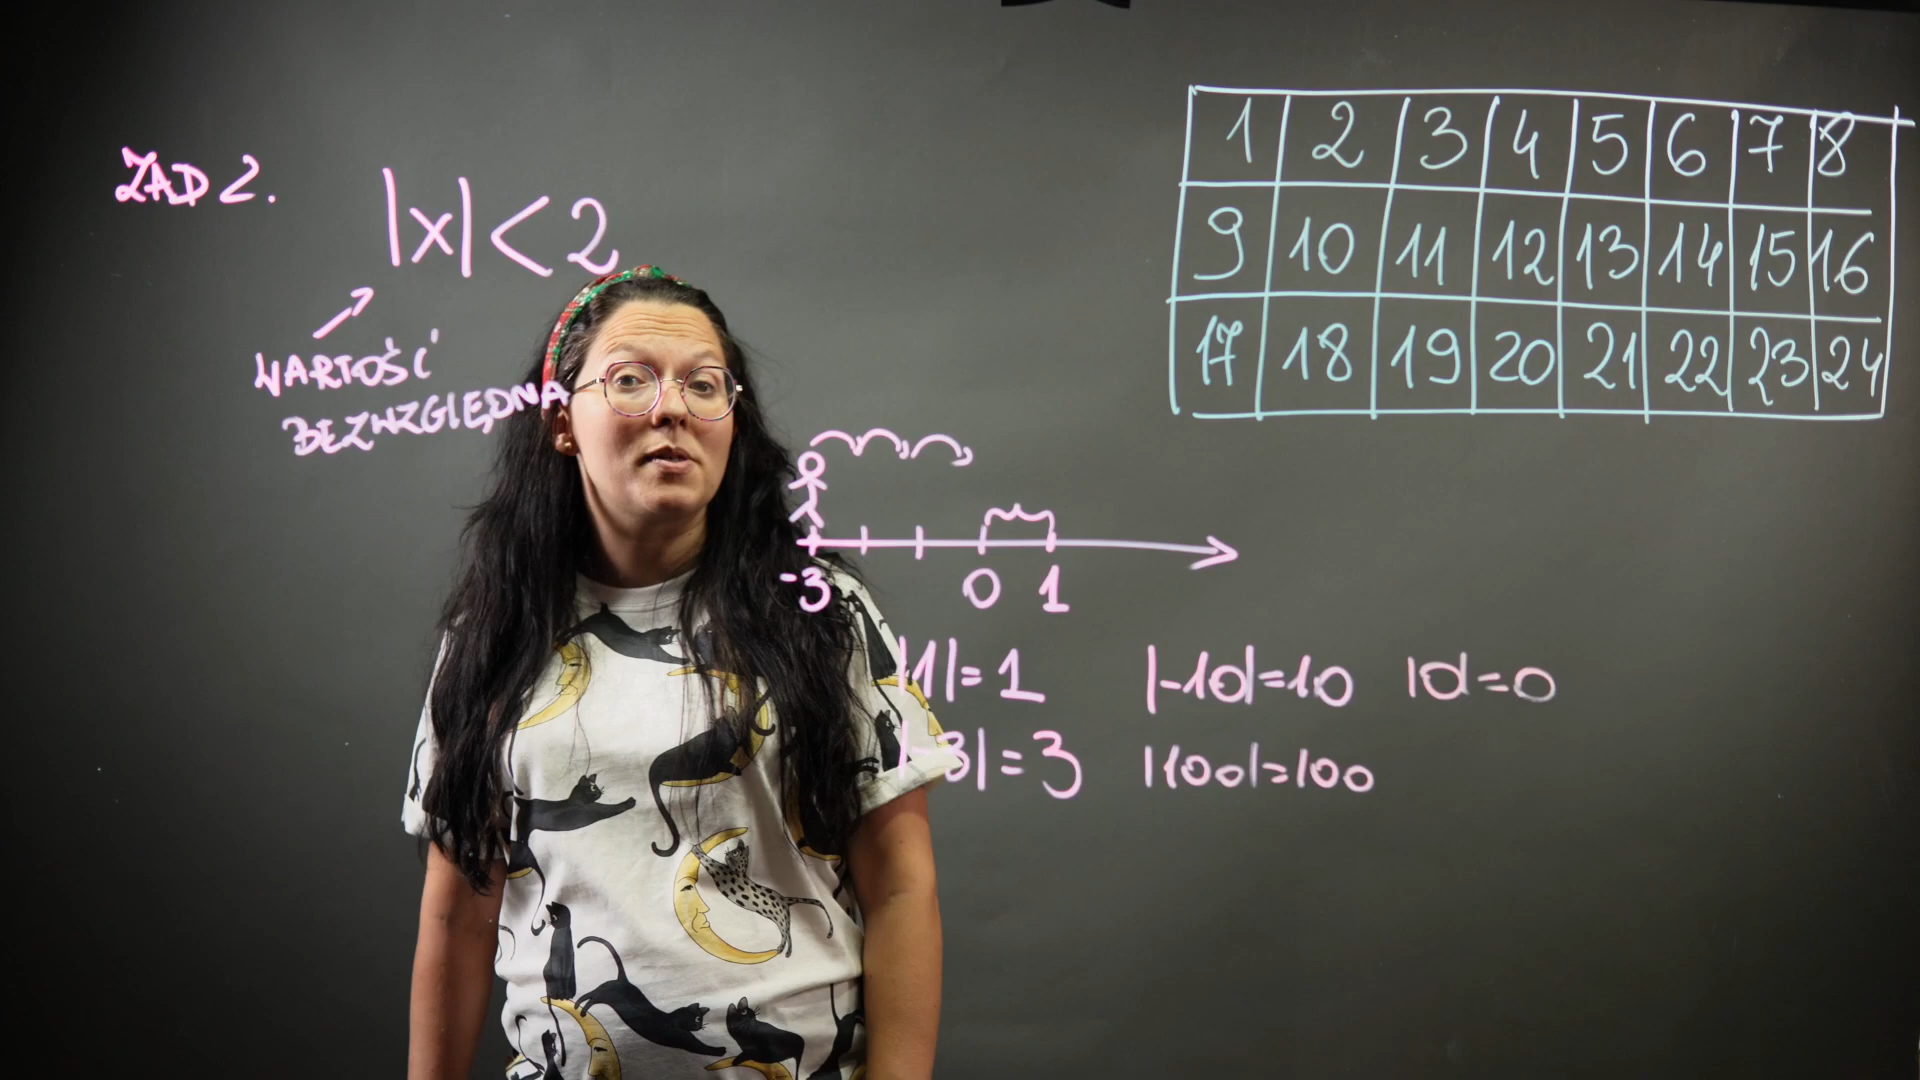 ZAD 2.
|x| < 2
WARTOŚĆ
BEZWZGLĘDNA
1 2 3 4 5 6 7 8
9 10 11 12 13 14 15 16
17 18 19 20 21 22 23 24
-3 0 1
|1| = 1 |-10| = 10 |0| = 0
|-3| = 3 |100| = 100